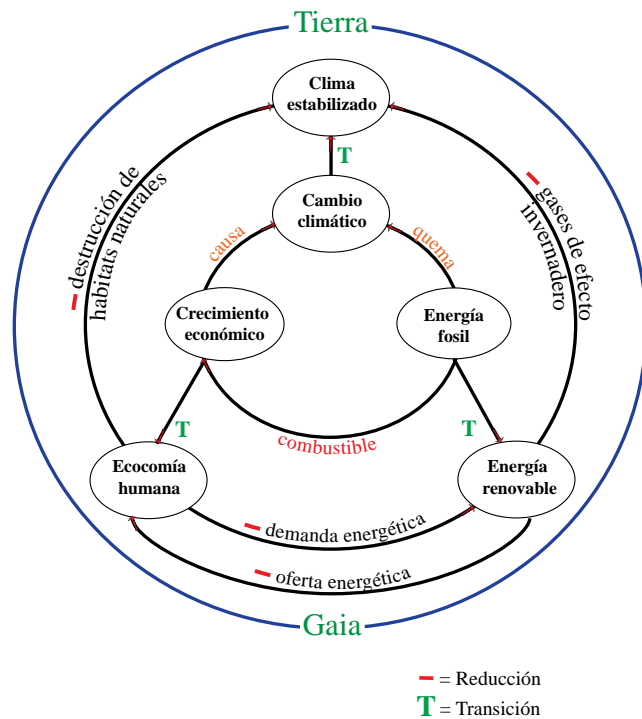 Tierra
Clima
estabilizado
T
Cambio
climático
causa
quema
− destrucción de
habitats naturales
− gases de efecto
invernadero
Crecimiento
económico
Energía
fosil
T
T
combustible
Ecocomía
humana
Energía
renovable
− demanda energética
− oferta energética
Gaia
− = Reducción
T = Transición